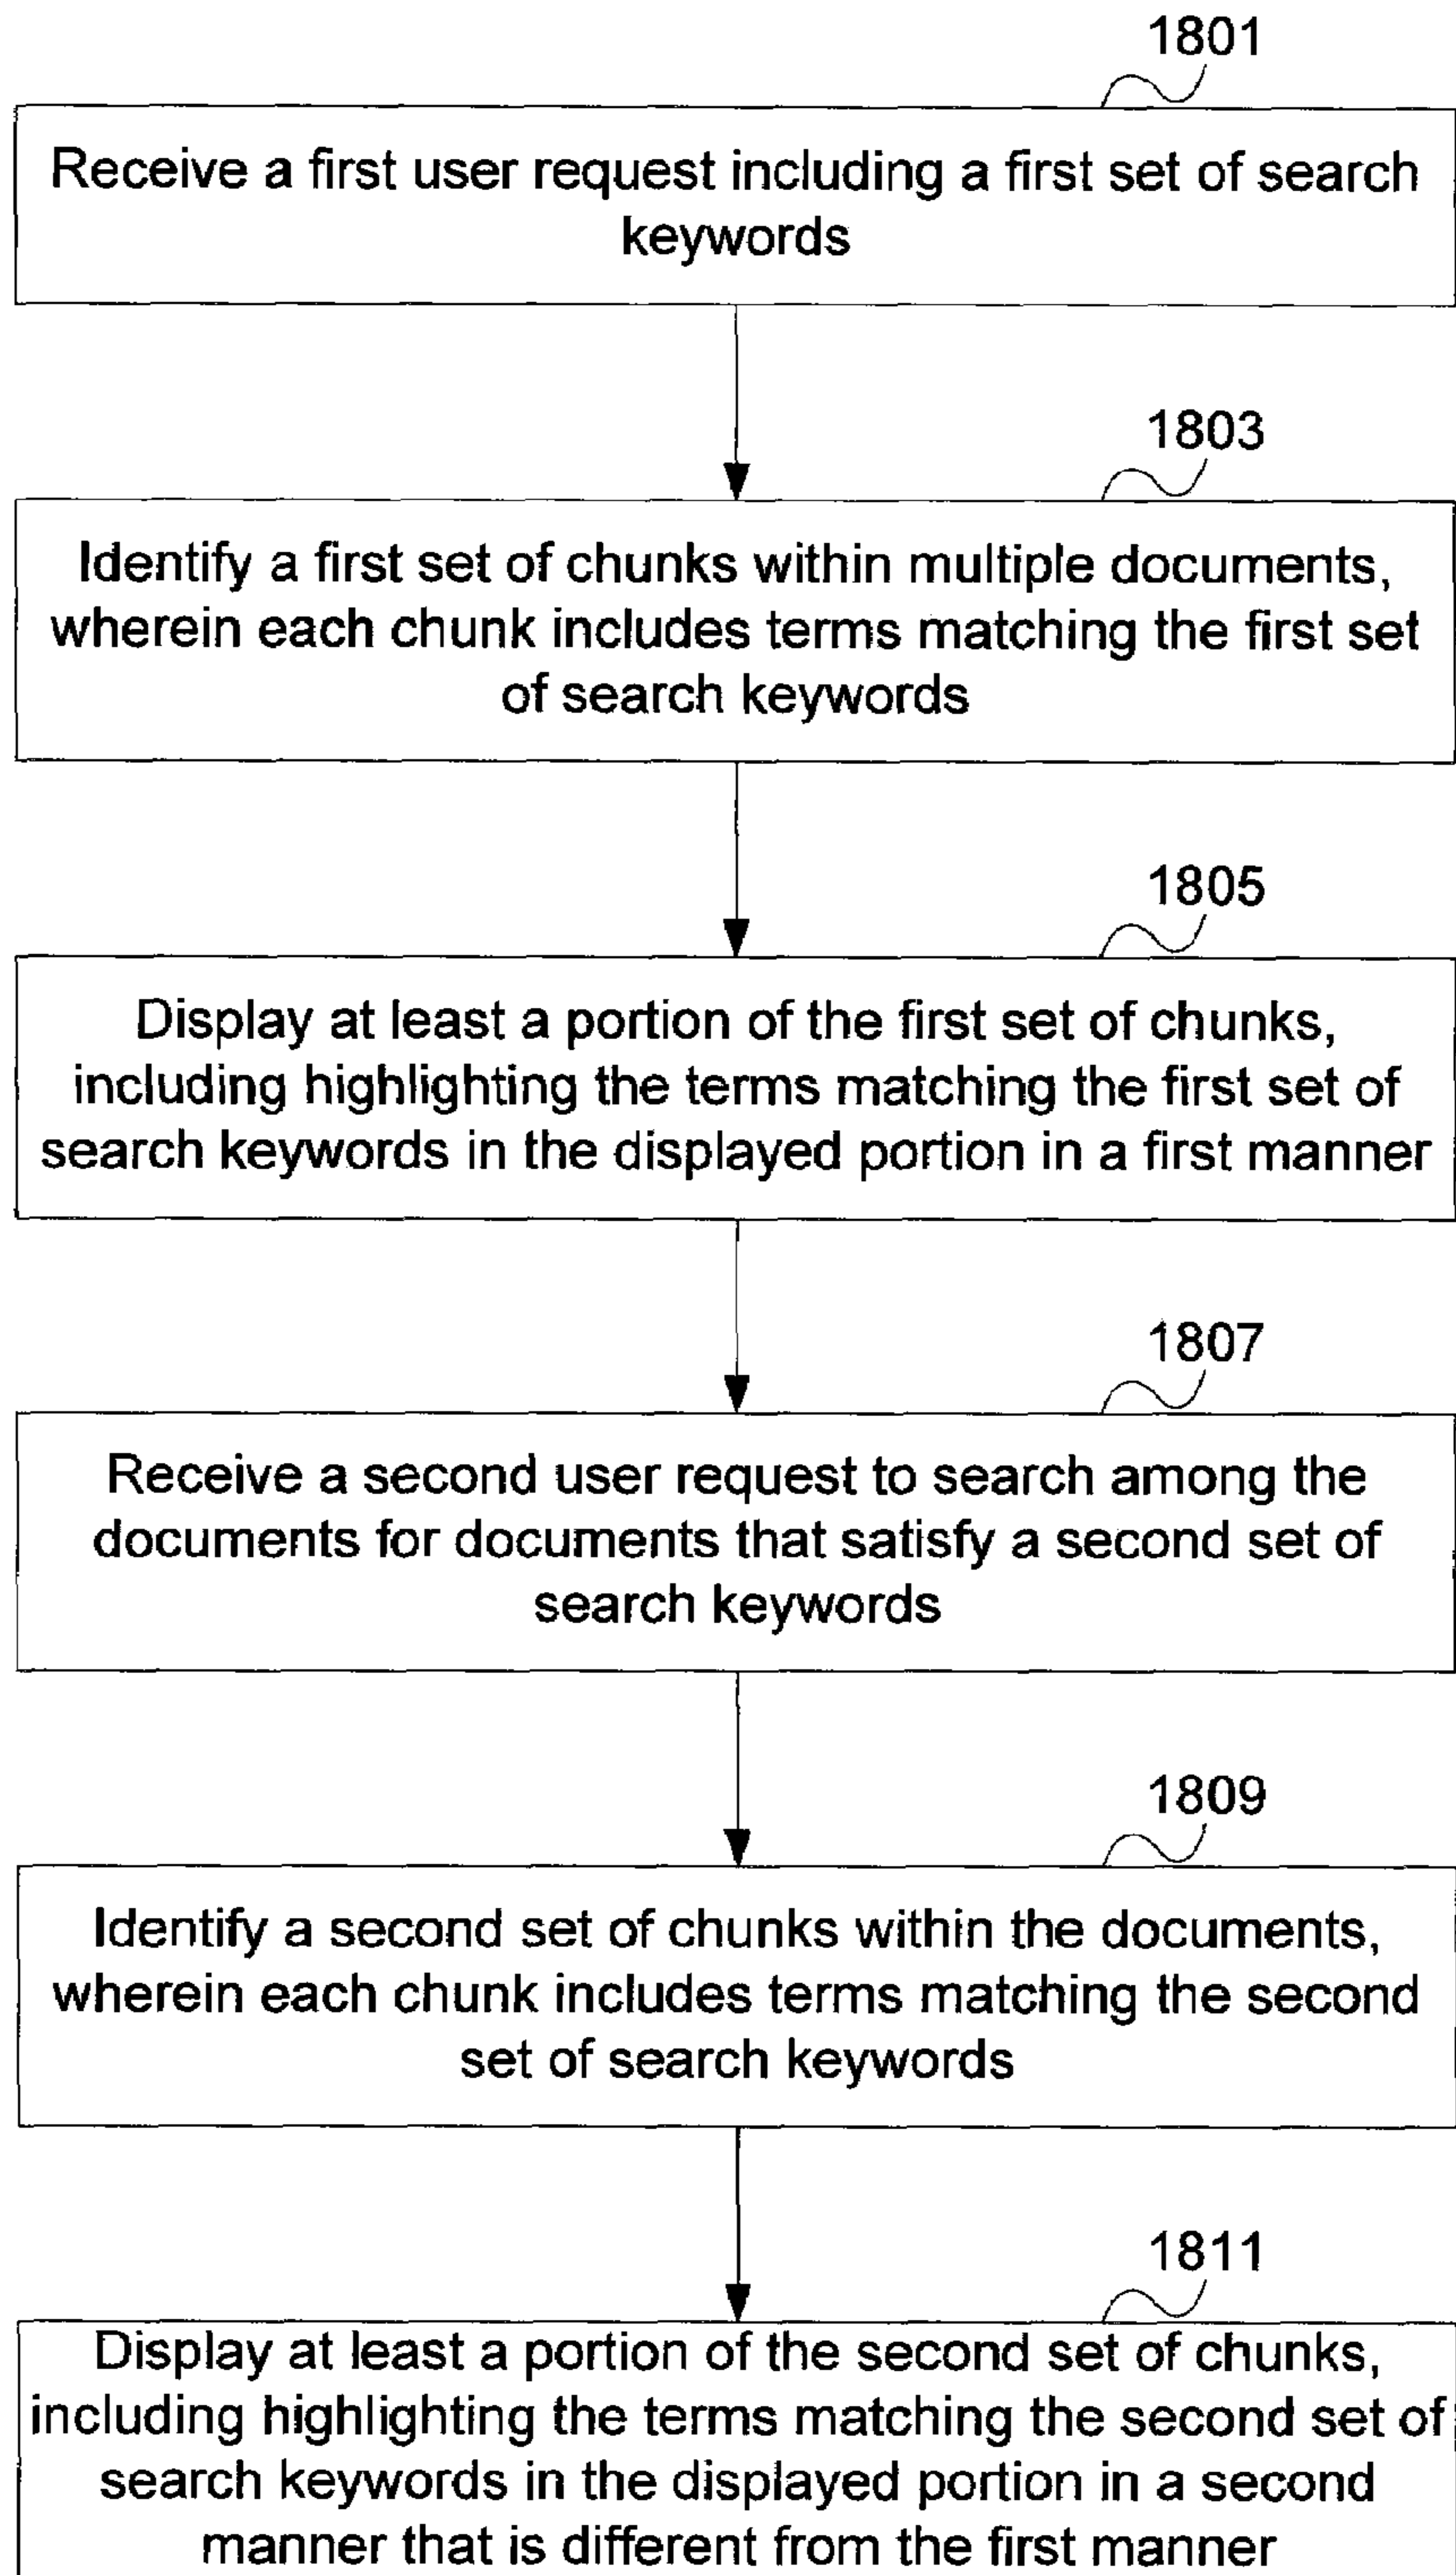 1801
Receive a first user request including a first set of search
keywords
1803
Identify a first set of chunks within multiple documents,
wherein each chunk includes terms matching the first set
of search keywords
1805
Display at least a portion of the first set of chunks,
including highlighting the terms matching the first set of
search keywords in the displayed portion in a first manner
1807
Receive a second user request to search among the
documents for documents that satisfy a second set of
search keywords
1809
Identify a second set of chunks within the documents,
wherein each chunk includes terms matching the second
set of search keywords
1811
Display at least a portion of the second set of chunks,
including highlighting the terms matching the second set of
search keywords in the displayed portion in a second
manner that is different from the first manner